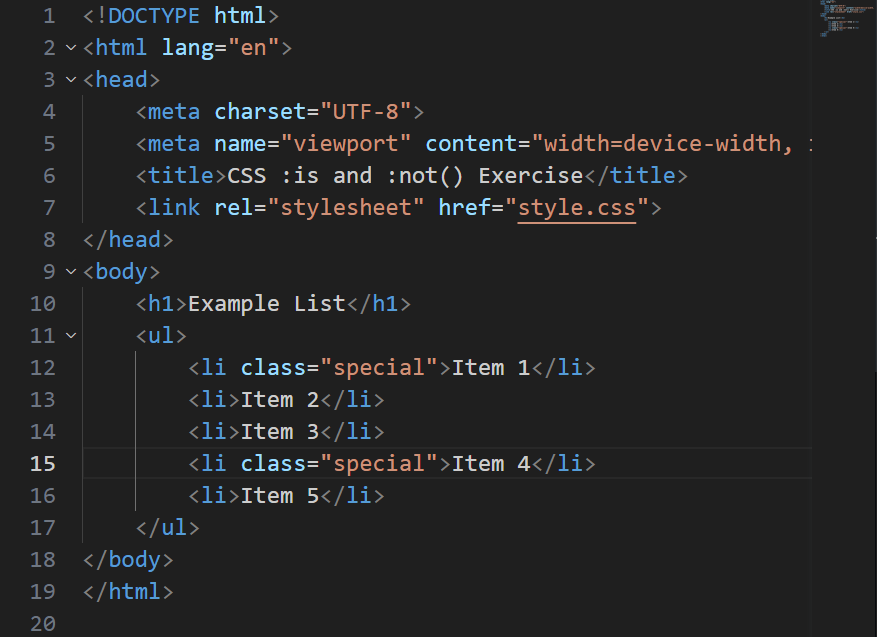 1 <!DOCTYPE html>
2 <html lang="en">
3 <head>
4     <meta charset="UTF-8">
5     <meta name="viewport" content="width=device-width,
6     <title>CSS :is and :not() Exercise</title>
7     <link rel="stylesheet" href="style.css">
8 </head>
9 <body>
10     <h1>Example List</h1>
11     <ul>
12         <li class="special">Item 1</li>
13         <li>Item 2</li>
14         <li>Item 3</li>
15         <li class="special">Item 4</li>
16         <li>Item 5</li>
17     </ul>
18 </body>
19 </html>
20